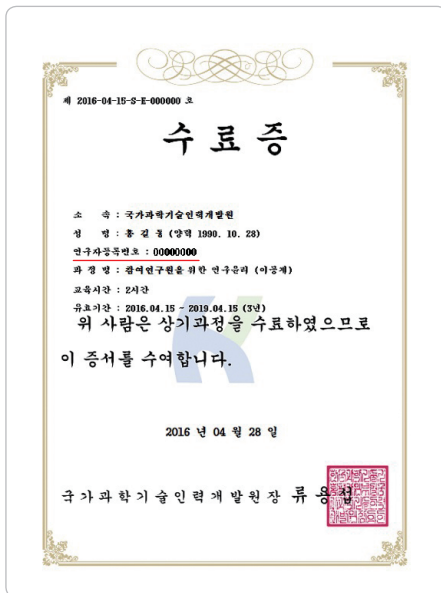 제 2016-04-15-S-E-000000 호
수 료 증
소 속 : 국가과학기술인력개발원
성 명 : 홍 길 동 (양력 1990. 10. 28)
연구자등록번호 : 00000000
과 정 명 : 참여연구원을 위한 연구윤리 (이공계)
교육시간 : 2시간
유효기간 : 2016.04.15 - 2019.04.15 (3년)
위 사람은 상기과정을 수료하였으므로
이 증서를 수여합니다.
2016 년 04 월 28 일
국가과학기술인력개발원장 류 용 섭